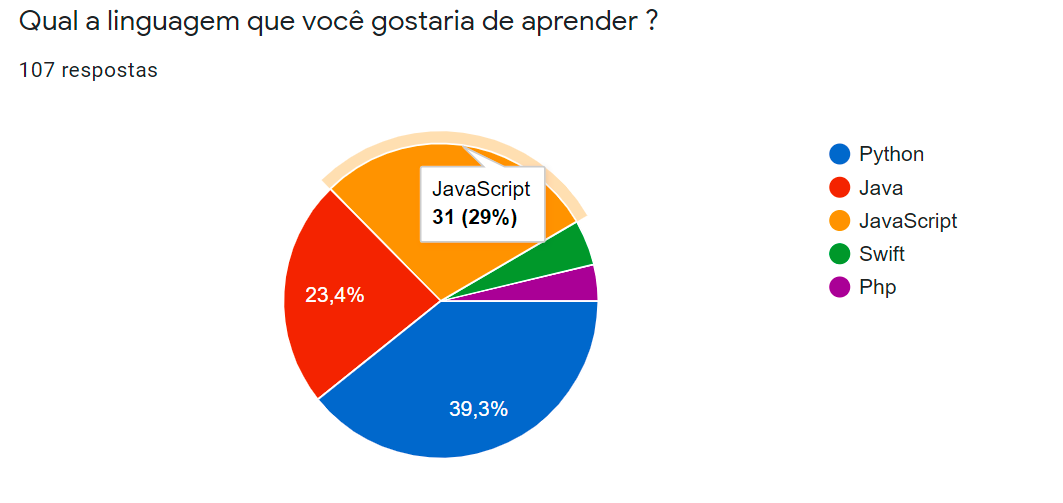 Qual a linguagem que você gostaria de aprender ?
107 respostas
JavaScript
31 (29%)
23,4%
39,3%
Python
Java
JavaScript
Swift
Php